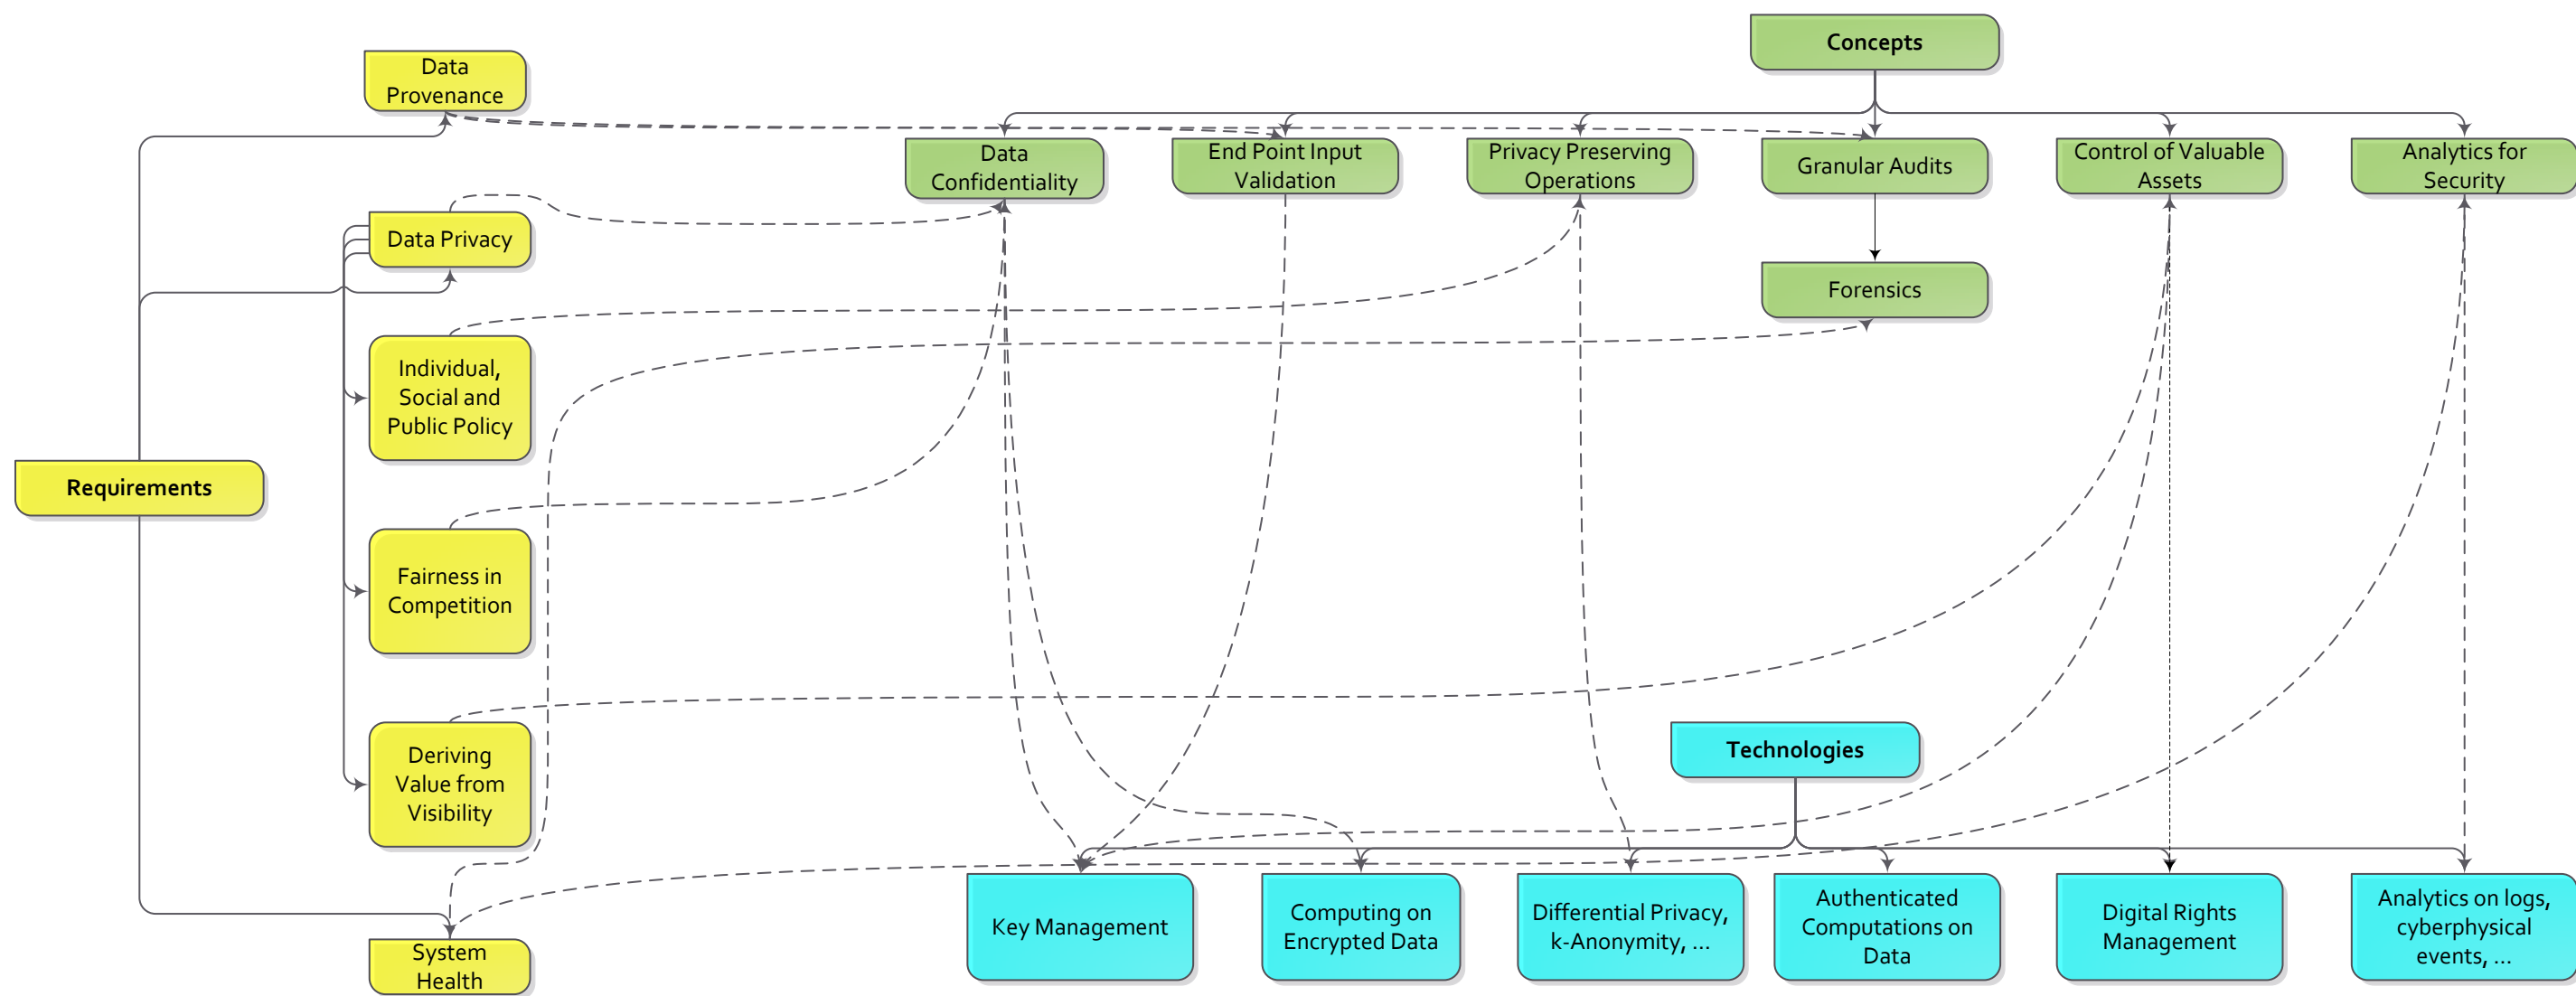 Concepts
Data
Provenance
Data
Confidentiality
End Point Input
Validation
Privacy Preserving
Operations
Granular Audits
Control of Valuable
Assets
Analytics for
Security
Data Privacy
Forensics
Individual,
Social and
Public Policy
Requirements
Fairness in
Competition
Deriving
Value from
Visibility
Technologies
System
Health
Key Management
Computing on
Encrypted Data
Differential Privacy,
k-Anonymity, ...
Authenticated
Computations on
Data
Digital Rights
Management
Analytics on logs,
cyberphysical
events, ...